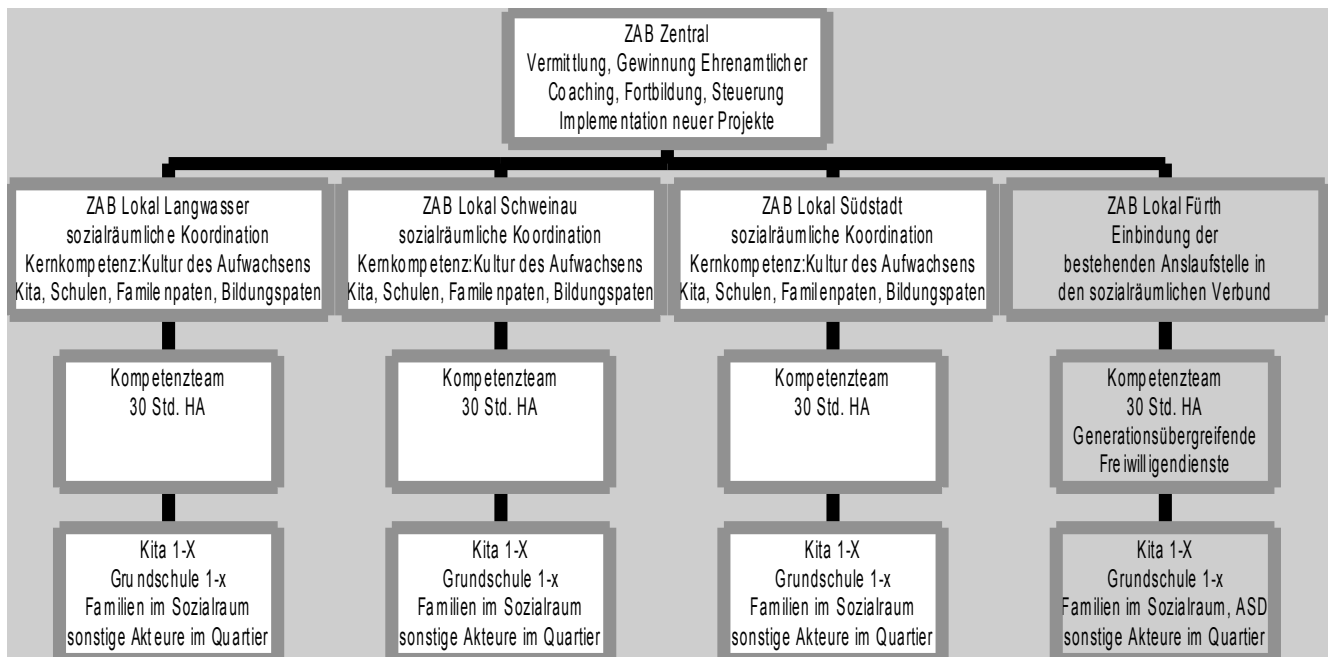 ZAB Zentral
Vermittlung, Gewinnung Ehrenamtlicher
Coaching, Fortbildung, Steuerung
Implementation neuer Projekte
ZAB Lokal Langwasser
sozialräumliche Koordination
Kernkompetenz:Kultur des Aufwachsens
Kita, Schulen, Familenpaten, Bildungspaten
ZAB Lokal Schweinau
sozialräumliche Koordination
Kernkompetenz:Kultur des Aufwachsens
Kita, Schulen, Familenpaten, Bildungspaten
ZAB Lokal Südstadt
sozialräumliche Koordination
Kernkompetenz:Kultur des Aufwachsens
Kita, Schulen, Familenpaten, Bildungspaten
ZAB Lokal Fürth
Einbindung der
bestehenden Anslaufstelle in
den sozialräumlichen Verbund
Kompetenzteam
30 Std. HA
Kompetenzteam
30 Std. HA
Kompetenzteam
30 Std. HA
Kompetenzteam
30 Std. HA
Generationsübergreifende
Freiwilligendienste
Kita 1-X
Grundschule 1-x
Familien im Sozialraum
sonstige Akteure im Quartier
Kita 1-X
Grundschule 1-x
Familien im Sozialraum
sonstige Akteure im Quartier
Kita 1-X
Grundschule 1-x
Familien im Sozialraum
sonstige Akteure im Quartier
Kita 1-X
Grundschule 1-x
Familien im Sozialraum, ASD
sonstige Akteure im Quartier